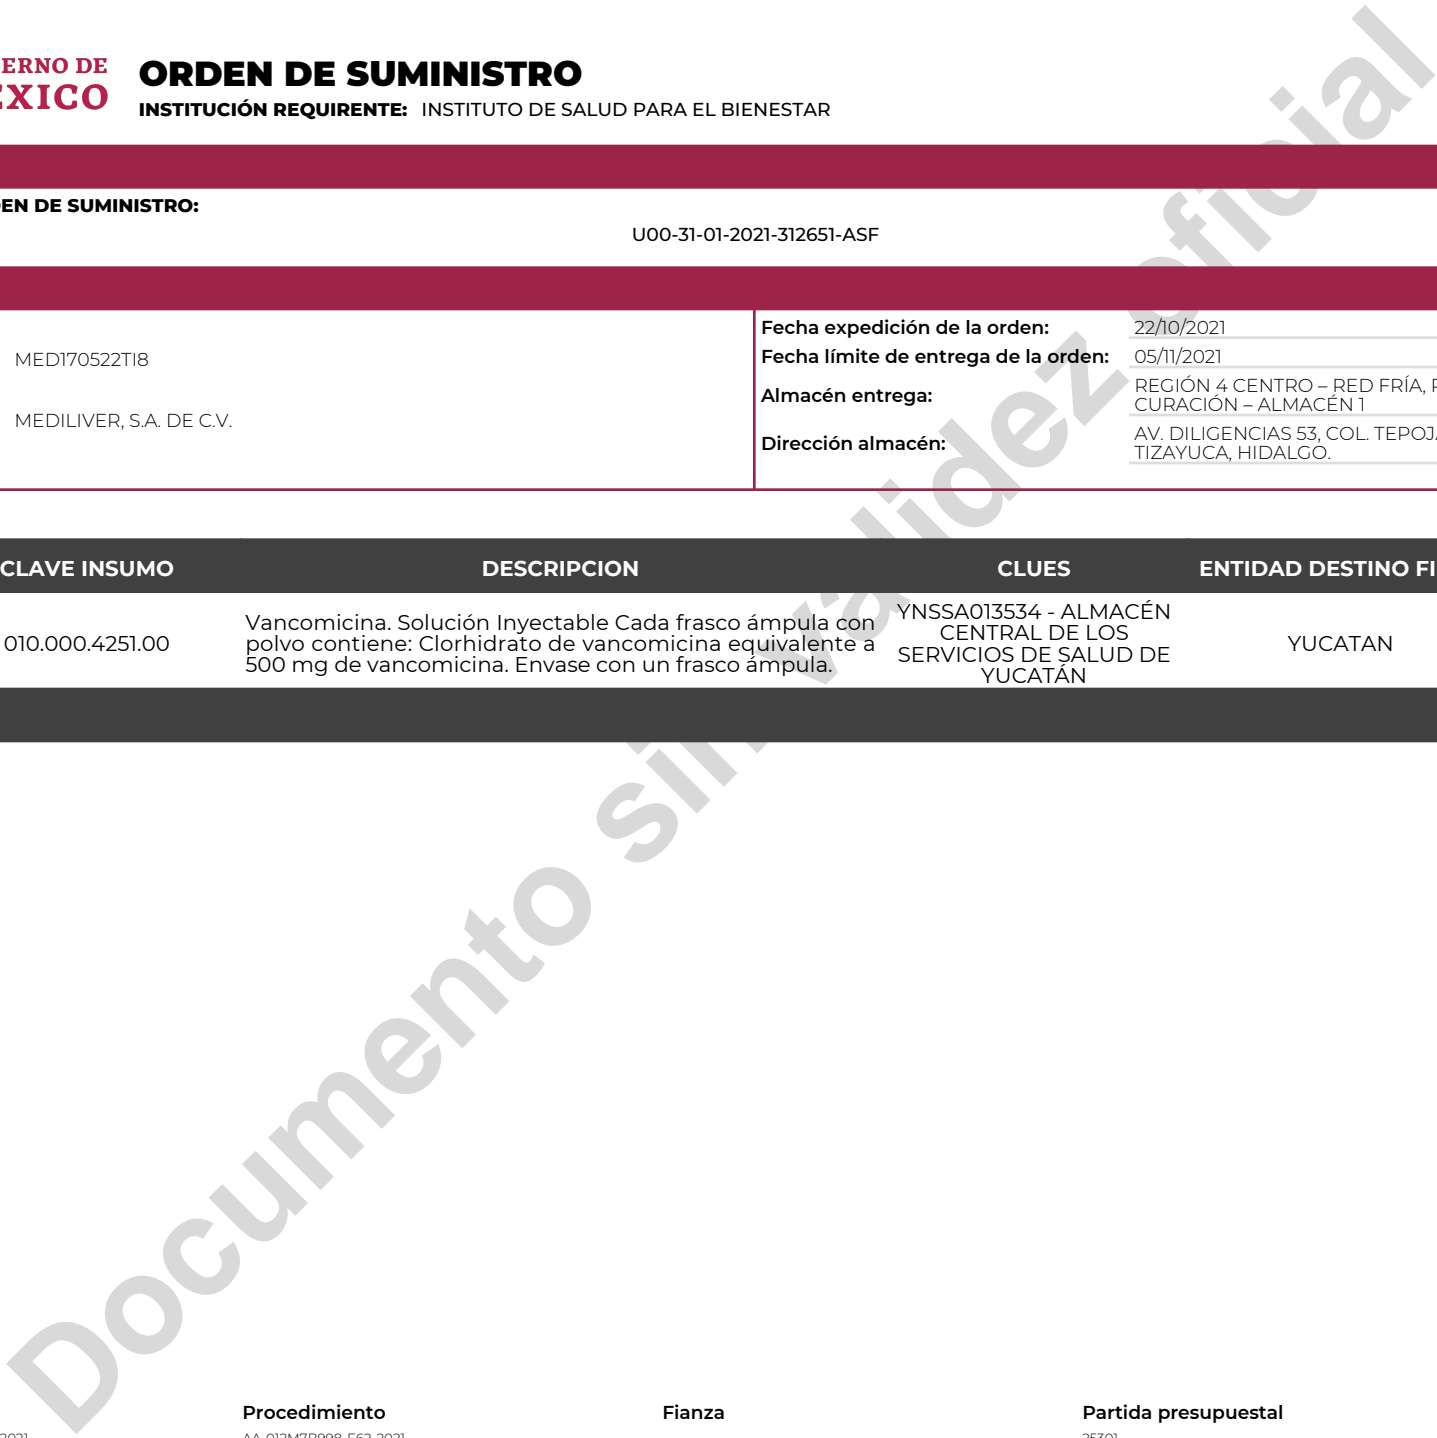 ERNO DE
EXICO
ORDEN DE SUMINISTRO
INSTITUCIÓN REQUIRENTE: INSTITUTO DE SALUD PARA EL BIENESTAR
EN DE SUMINISTRO:
U00-31-01-2021-312651-ASF
MED170522TI8
MEDILIVER, S.A. DE C.V.
Fecha expedición de la orden: 22/10/2021
Fecha límite de entrega de la orden: 05/11/2021
Almacén entrega: REGIÓN 4 CENTRO – RED FRÍA,
CURACIÓN – ALMACÉN 1
Dirección almacén: AV. DILIGENCIAS 53, COL. TEPOJ
TIZAYUCA, HIDALGO.
CLAVE INSUMO DESCRIPCION CLUES ENTIDAD DESTINO FI
010.000.4251.00
Vancomicina. Solución Inyectable Cada frasco ámpula con
polvo contiene: Clorhidrato de vancomicina equivalente a
500 mg de vancomicina. Envase con un frasco ámpula.
YNSSA013534 - ALMACÉN
CENTRAL DE LOS
SERVICIOS DE SALUD DE
YUCATÁN
YUCATAN
Documento sin validez oficial
Procedimiento Fianza Partida presupuestal